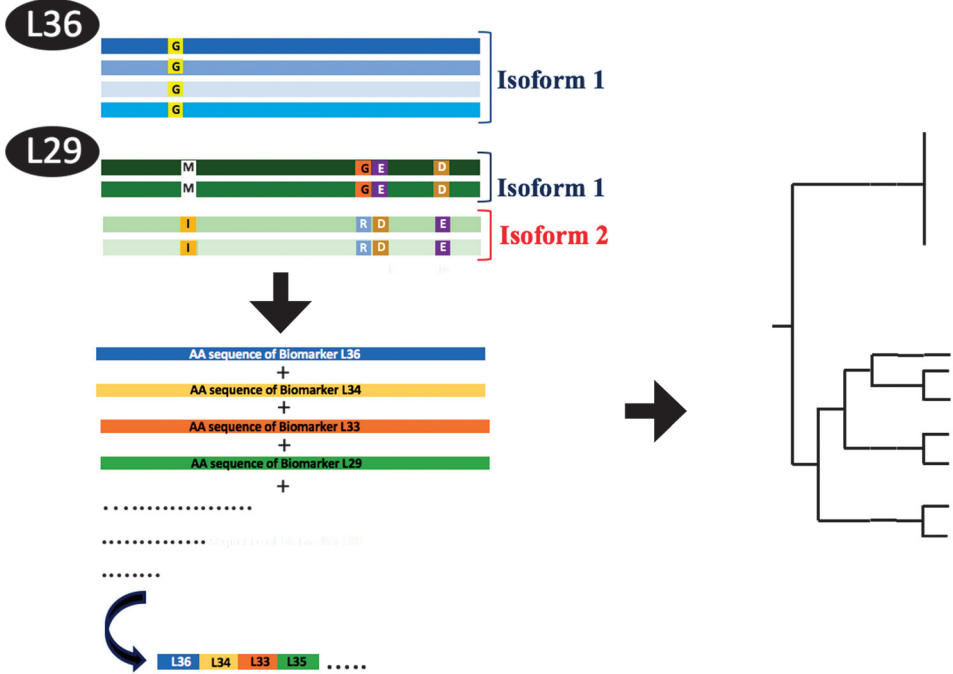 L36
G
G
G
G
Isoform 1
L29
M G E D
M G E D
Isoform 1
I R D E
I R D E
Isoform 2
AA sequence of Biomarker L36
+
AA sequence of Biomarker L34
+
AA sequence of Biomarker L33
+
AA sequence of Biomarker L29
+
....................
..............
........
L36 L34 L33 L35 .....